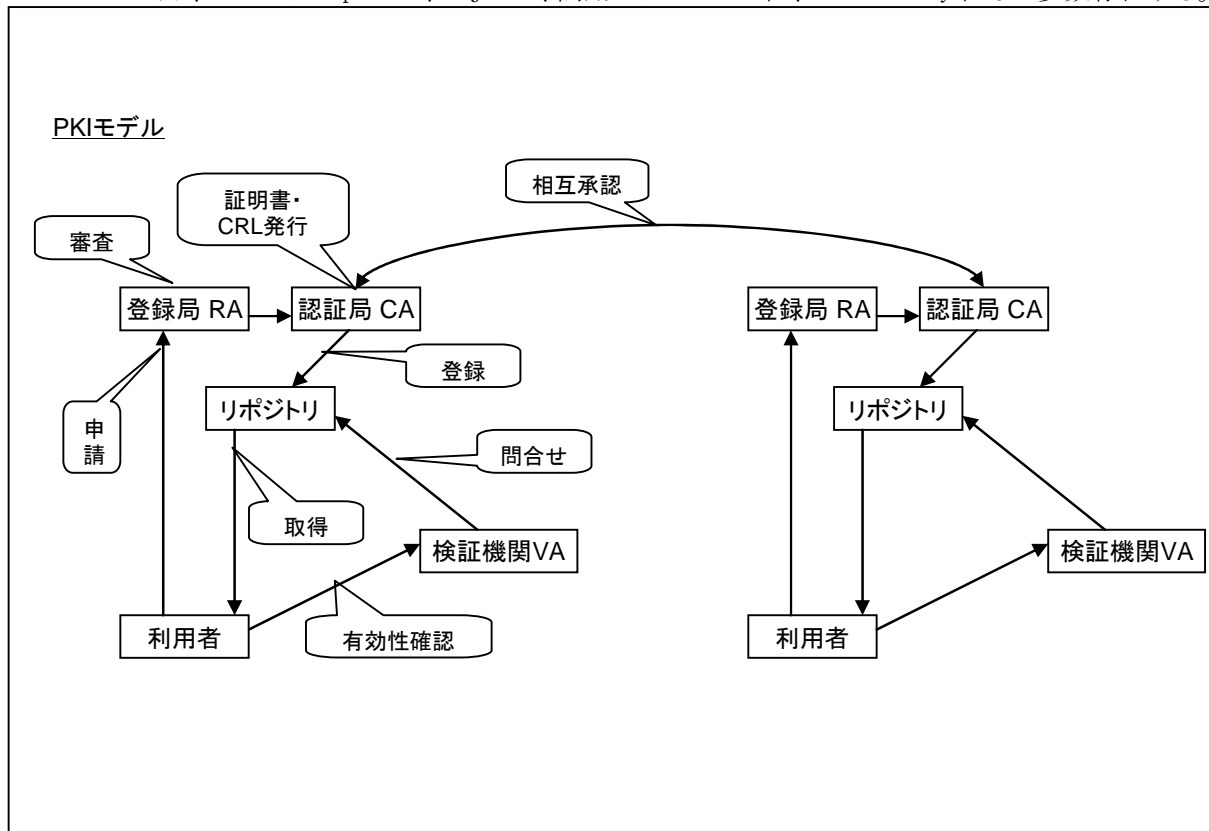 PKIモデル
相互承認
証明書・
CRL発行
審査
登録局 RA
認証局 CA
登録局 RA
認証局 CA
登録
リポジトリ
リポジトリ
申
請
問合せ
取得
検証機関VA
検証機関VA
利用者
有効性確認
利用者